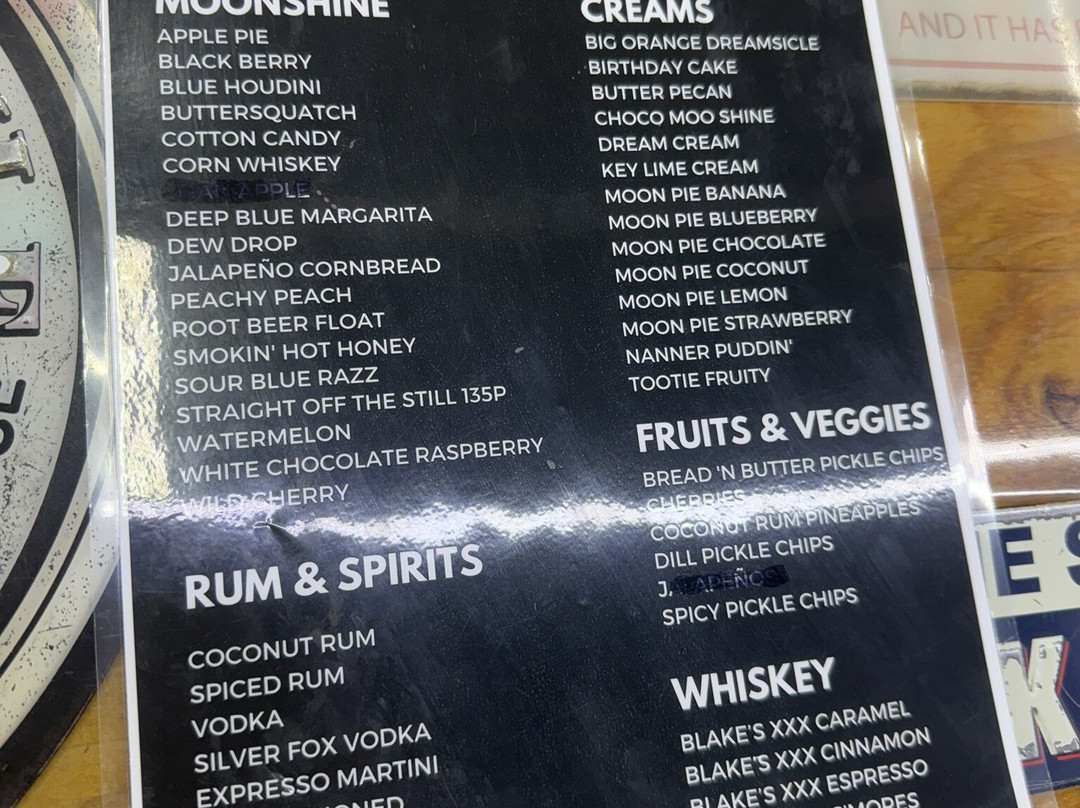 MOONSHINE
APPLE PIE
BLACK BERRY
BLUE HOUDINI
BUTTERSQUATCH
COTTON CANDY
CORN WHISKEY
APPLE
DEEP BLUE MARGARITA
DEW DROP
JALAPEÑO CORNBREAD
PEACHY PEACH
ROOT BEER FLOAT
SMOKIN' HOT HONEY
SOUR BLUE RAZZ
STRAIGHT OFF THE STILL 135P
WATERMELON
WHITE CHOCOLATE RASPBERRY
WILD CHERRY
RUM & SPIRITS
COCONUT RUM
SPICED RUM
VODKA
SILVER FOX VODKA
EXPRESSO MARTINI
CREAMS
BIG ORANGE DREAMSICLE
BIRTHDAY CAKE
BUTTER PECAN
CHOCO MOO SHINE
DREAM CREAM
KEY LIME CREAM
MOON PIE BANANA
MOON PIE BLUEBERRY
MOON PIE CHOCOLATE
MOON PIE COCONUT
MOON PIE LEMON
MOON PIE STRAWBERRY
NANNER PUDDIN'
TOOTIE FRUITY
FRUITS & VEGGIES
BREAD 'N BUTTER PICKLE CHIPS
CHERRIES
COCONUT RUM PINEAPPLES
DILL PICKLE CHIPS
JALAPEÑOS
SPICY PICKLE CHIPS
WHISKEY
BLAKE'S XXX CARAMEL
BLAKE'S XXX CINNAMON
BLAKE'S XXX ESPRESSO
S'MORES
AND IT HAS